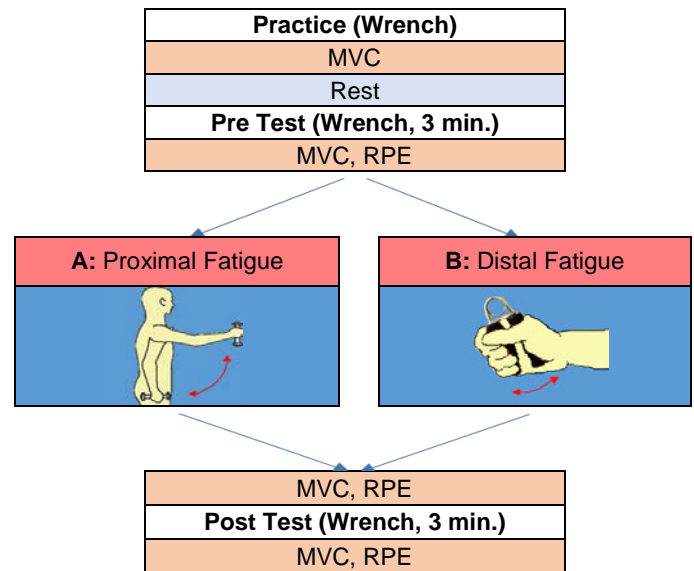 Practice (Wrench)
MVC
Rest
Pre Test (Wrench, 3 min.)
MVC, RPE
A: Proximal Fatigue
B: Distal Fatigue
MVC, RPE
Post Test (Wrench, 3 min.)
MVC, RPE